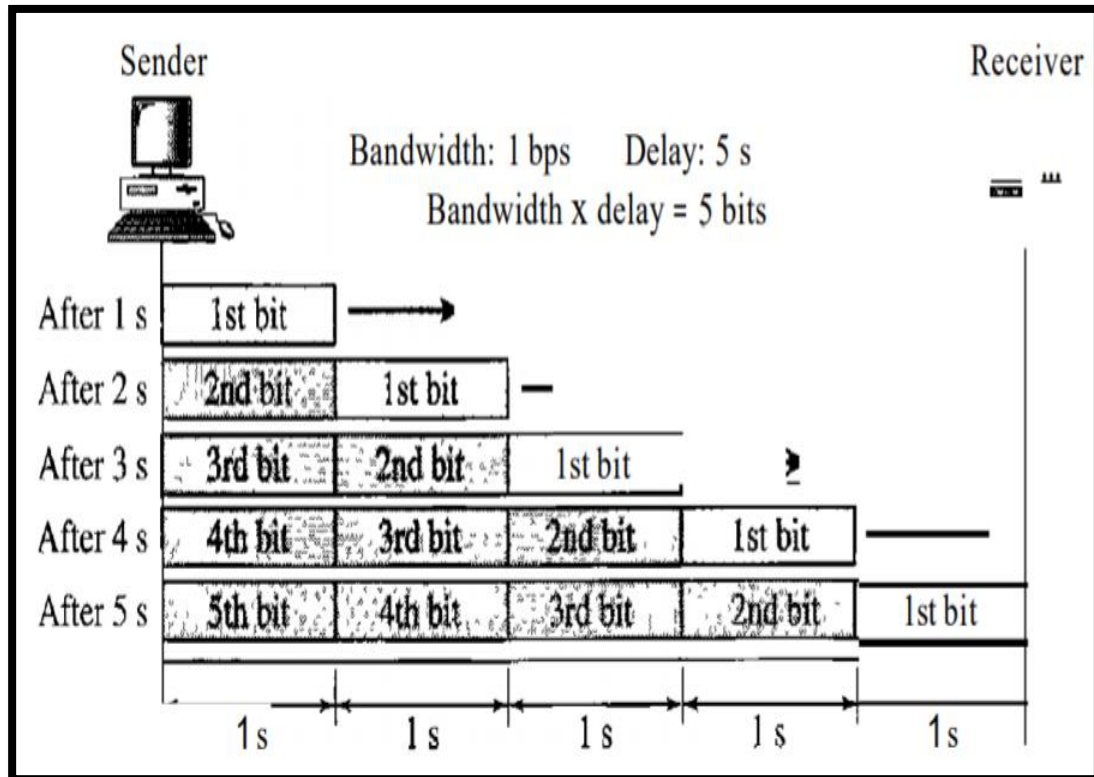 Sender
Receiver
Bandwidth: 1 bps Delay: 5 s
Bandwidth x delay = 5 bits
After 1 s 1st bit
After 2 s 2nd bit 1st bit
After 3 s 3rd bit 2nd bit 1st bit
After 4 s 4th bit 3rd bit 2nd bit 1st bit
After 5 s 5th bit 4th bit 3rd bit 2nd bit 1st bit
1 s 1 s 1 s 1 s 1 s